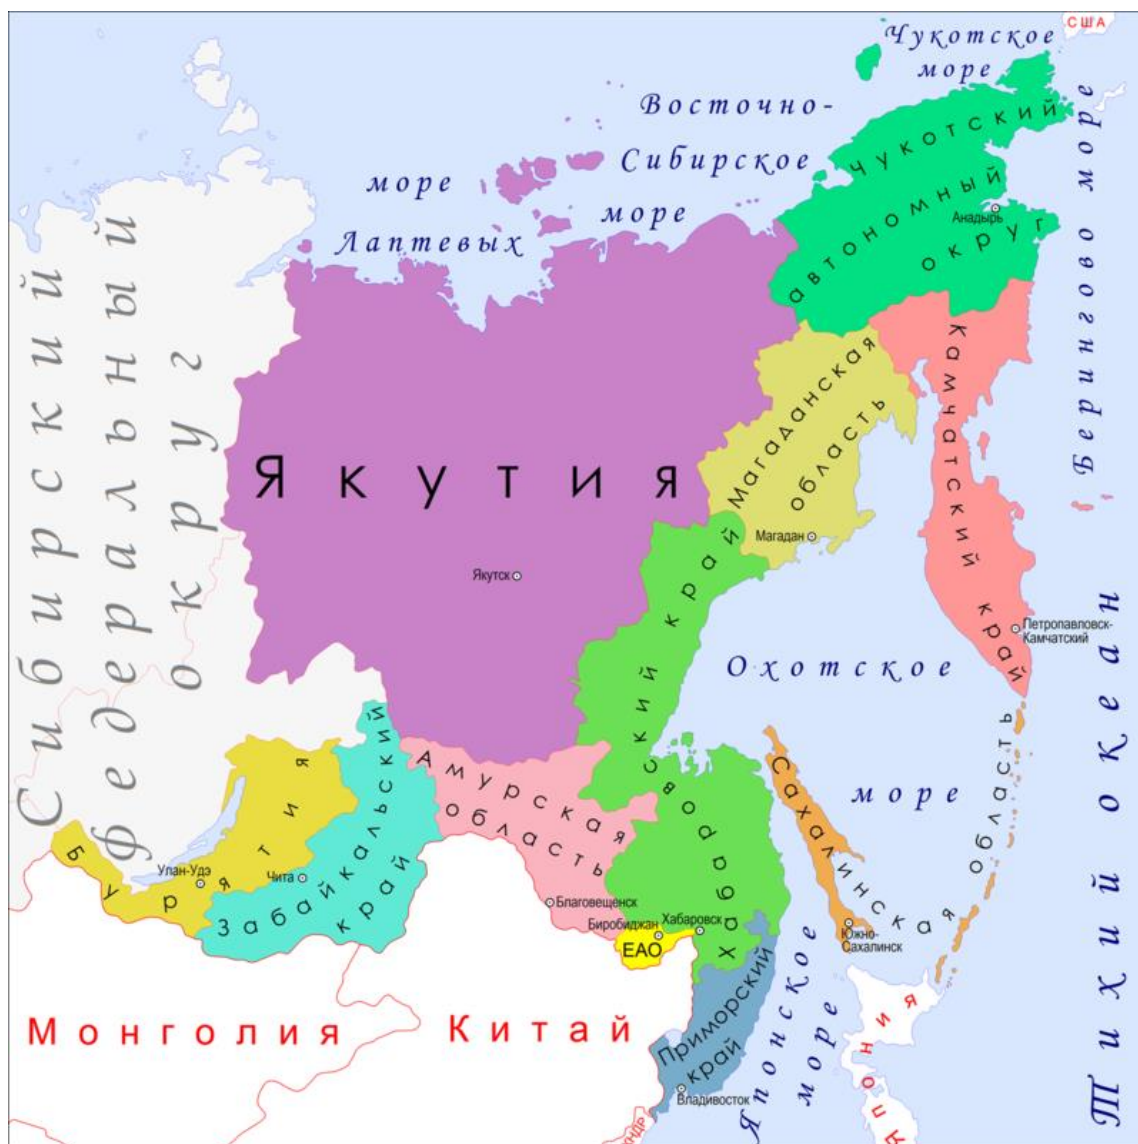 США
Чукотское
море
Восточно-
Сибирское
море
море
Лаптевых
Чукотский
автономный
округ
Анадырь
Берингово море
Сибирский
федеральный
округ
Якутия
Якутск
Магаданская
область
Магадан
Камчатский край
Петропавловск-
Камчатский
Охотское
море
Хабаровский край
Хабаровск
Амурская
область
Благовещенск
Биробиджан
ЕАО
Бурятия
Улан-Удэ
Забайкальский
край
Чита
Сахалинская область
Южно-
Сахалинск
Приморский
край
Владивосток
Японское
море
Тихий океан
Монголия
Китай
КНДР
Япония